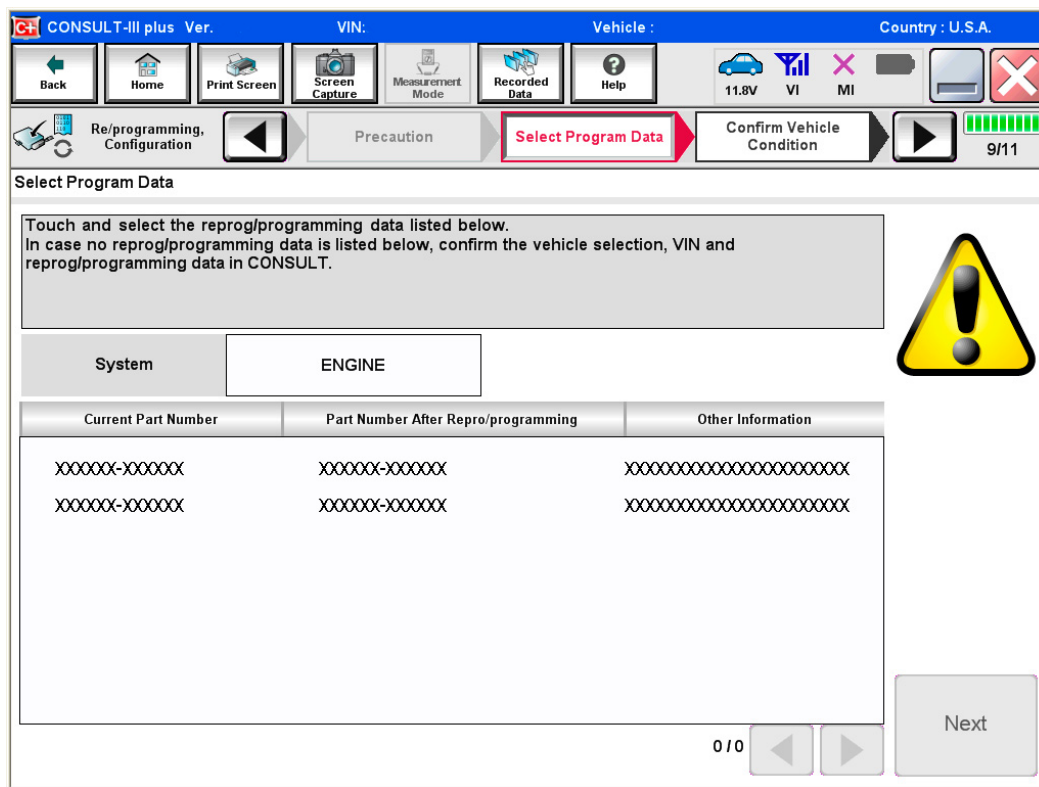 C+ CONSULT-III plus Ver. VIN: Vehicle : Country : U.S.A.
Back
Home
Print Screen
Screen
Capture
Measurement
Mode
Recorded
Data
Help
11.8V
VI
MI
Re/programming,
Configuration
Precaution
Select Program Data
Confirm Vehicle
Condition
9/11
Select Program Data
Touch and select the reprog/programming data listed below.
In case no reprog/programming data is listed below, confirm the vehicle selection, VIN and
reprog/programming data in CONSULT.
System
ENGINE
Current Part Number Part Number After Repro/programming Other Information
XXXXXX-XXXXXX XXXXXX-XXXXXX XXXXXXXXXXXXXXXXXXXXXX
XXXXXX-XXXXXX XXXXXX-XXXXXX XXXXXXXXXXXXXXXXXXXXXX
0/0
Next